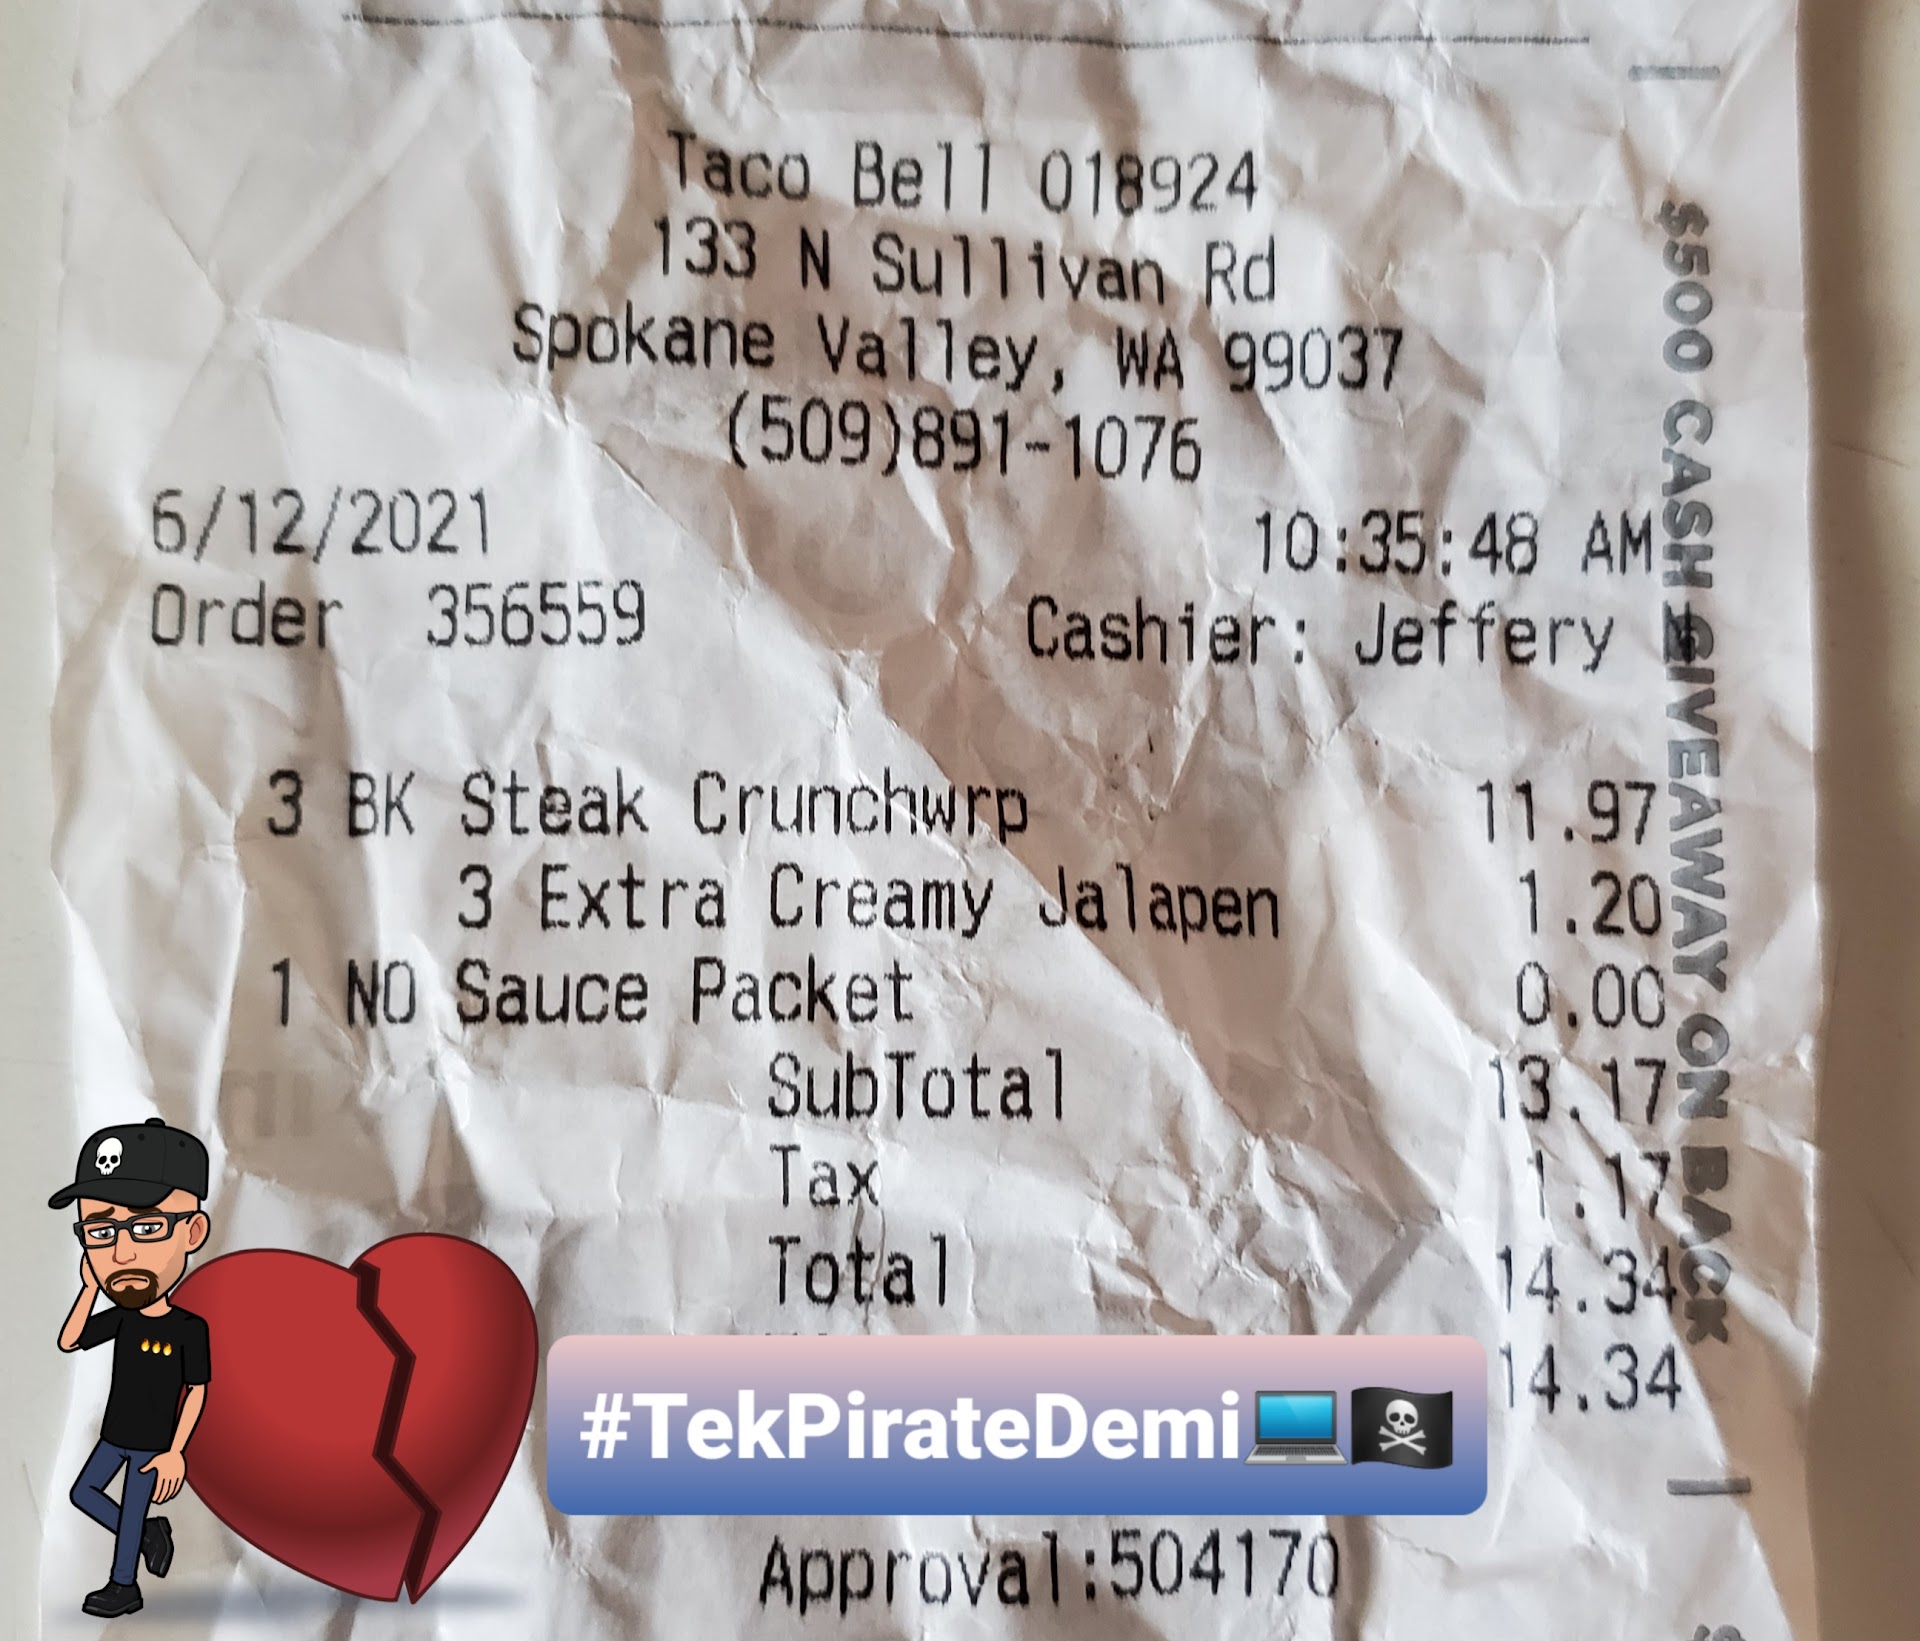 Taco Bell 018924
133 N Sullivan Rd
Spokane Valley, WA 99037
(509)891-1076
6/12/2021 10:35:48 AM
Order 356559 Cashier: Jeffery
3 BK Steak Crunchwrp 11.97
3 Extra Creamy Jalapen 1.20
1 NO Sauce Packet 0.00
SubTotal 13.17
Tax 1.17
Total 14.34
14.34
#TekPirateDemi💻🏴‍☠️
Approval:504170
$500 CASH GIVEAWAY ON BACK